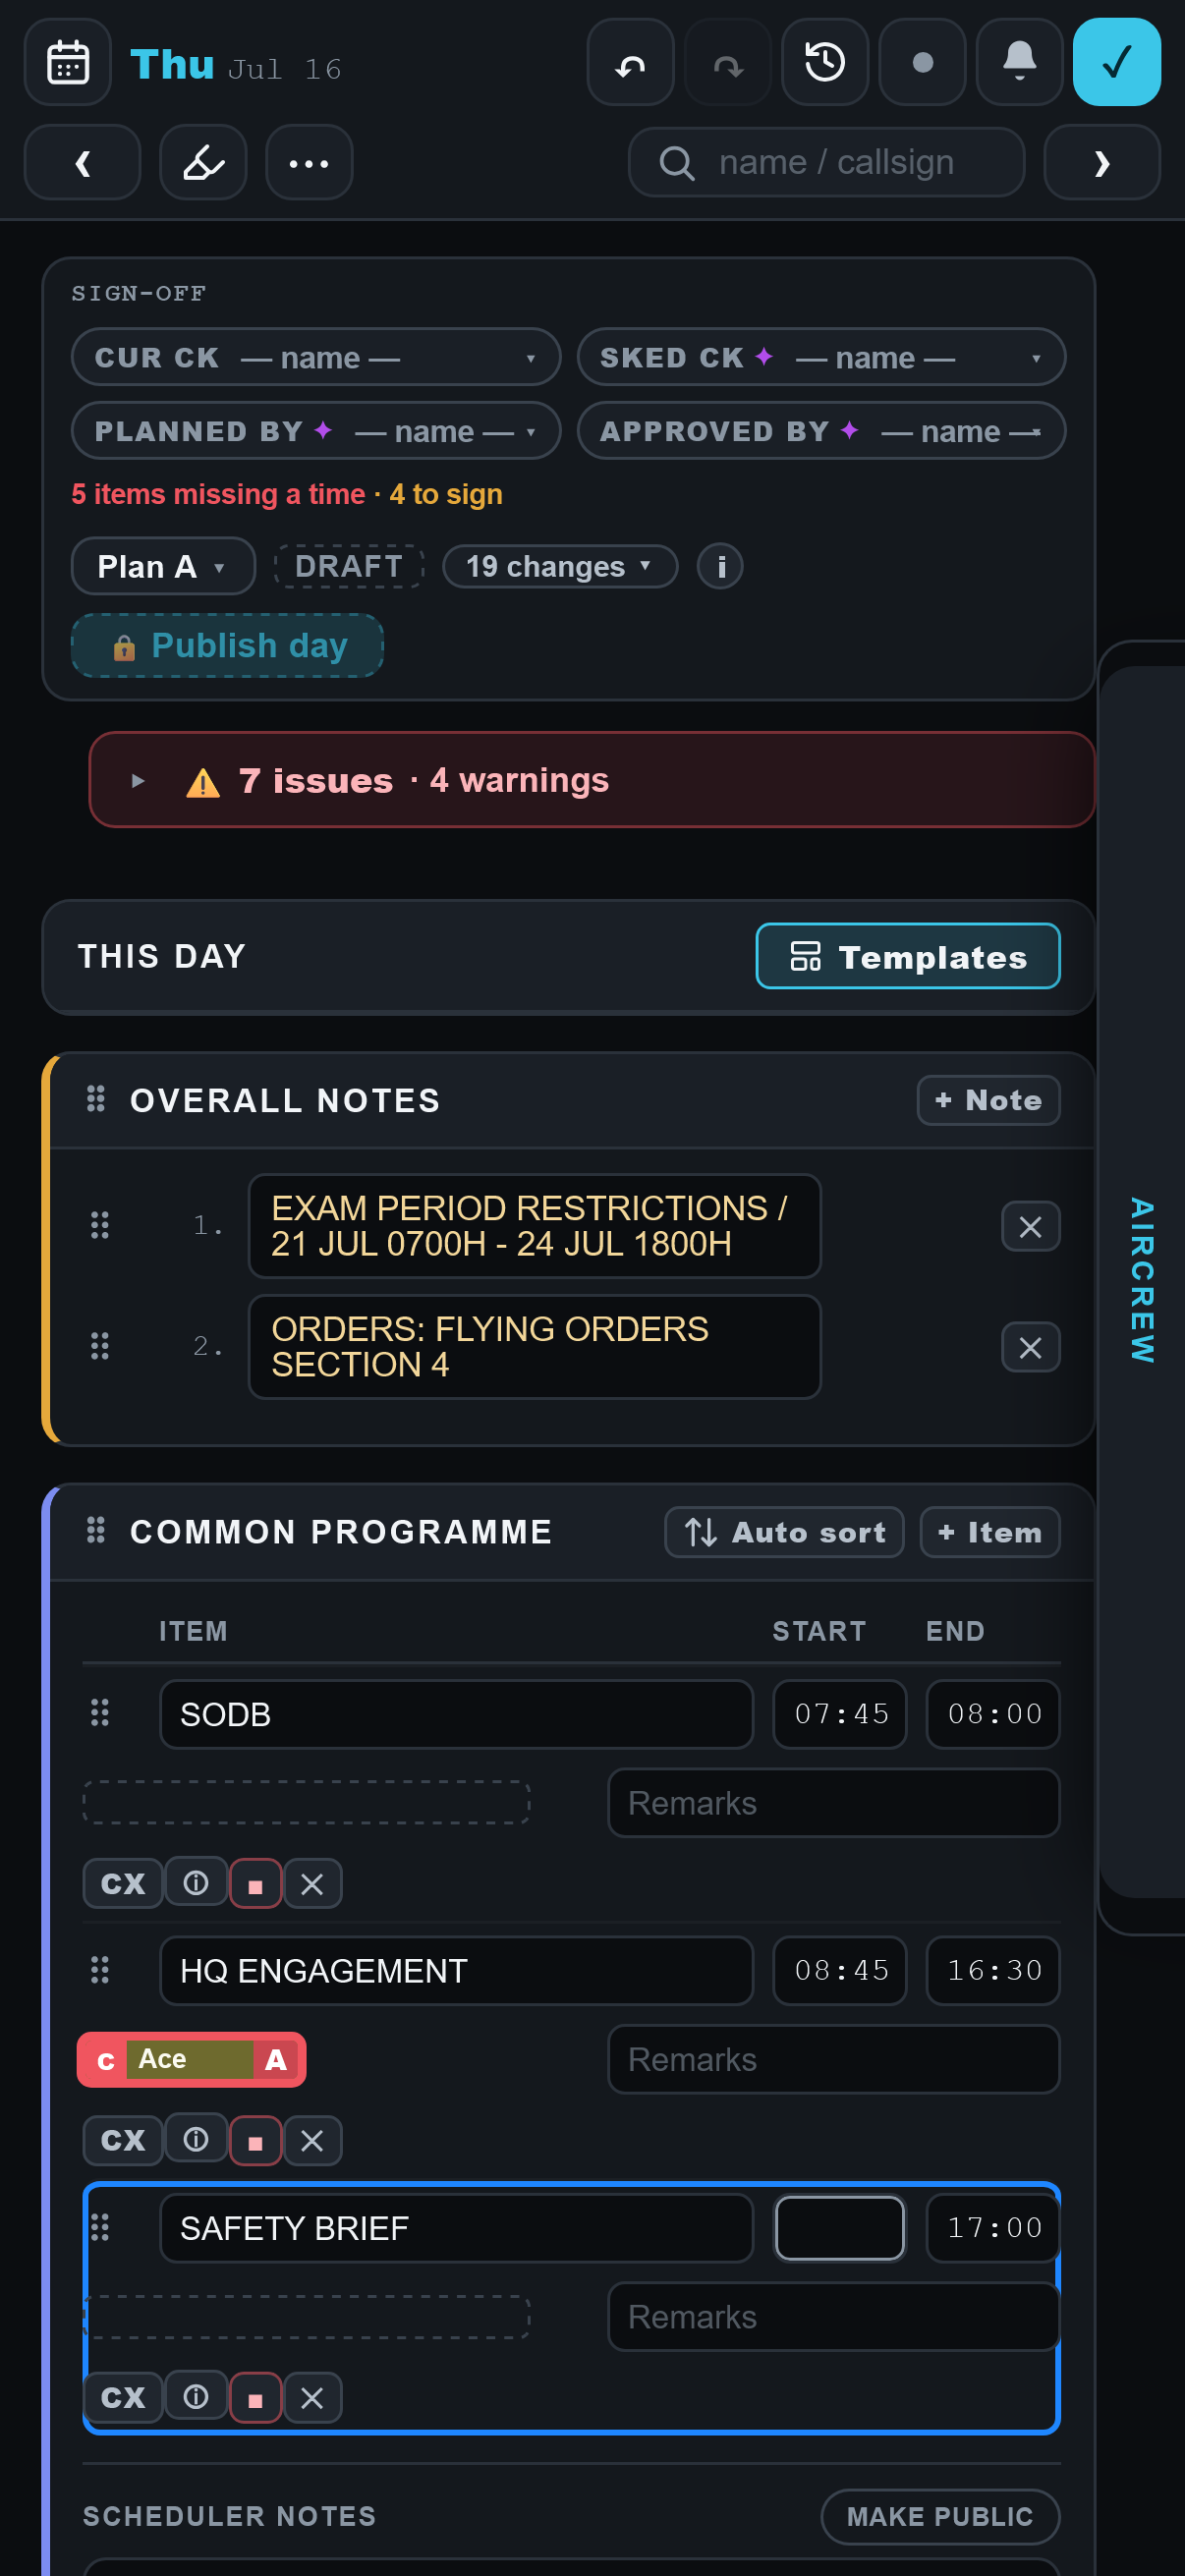 Thu Jul 16
name / callsign
SIGN-OFF
CUR CK — name —
SKED CK — name —
PLANNED BY — name —
APPROVED BY — name —
5 items missing a time · 4 to sign
Plan A DRAFT 19 changes i
Publish day
7 issues · 4 warnings
THIS DAY Templates
OVERALL NOTES + Note
1. EXAM PERIOD RESTRICTIONS /
21 JUL 0700H - 24 JUL 1800H
2. ORDERS: FLYING ORDERS
SECTION 4
AIRCREW
COMMON PROGRAMME Auto sort + Item
ITEM START END
SODB 07:45 08:00
Remarks
CX
HQ ENGAGEMENT 08:45 16:30
C Ace A Remarks
CX
SAFETY BRIEF 17:00
Remarks
CX
SCHEDULER NOTES MAKE PUBLIC